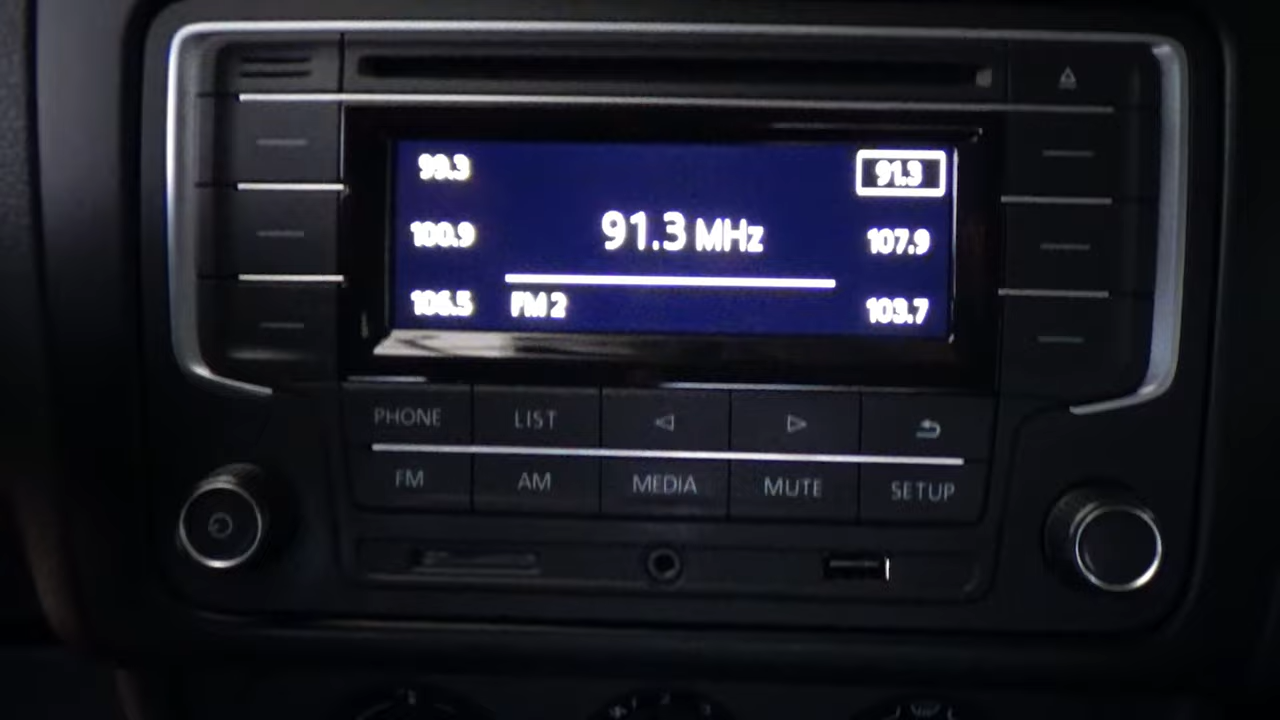 99.3
91.3
100.9
91.3 MHz
107.9
106.5
FM 2
103.7
PHONE
LIST
FM
AM
MEDIA
MUTE
SETUP